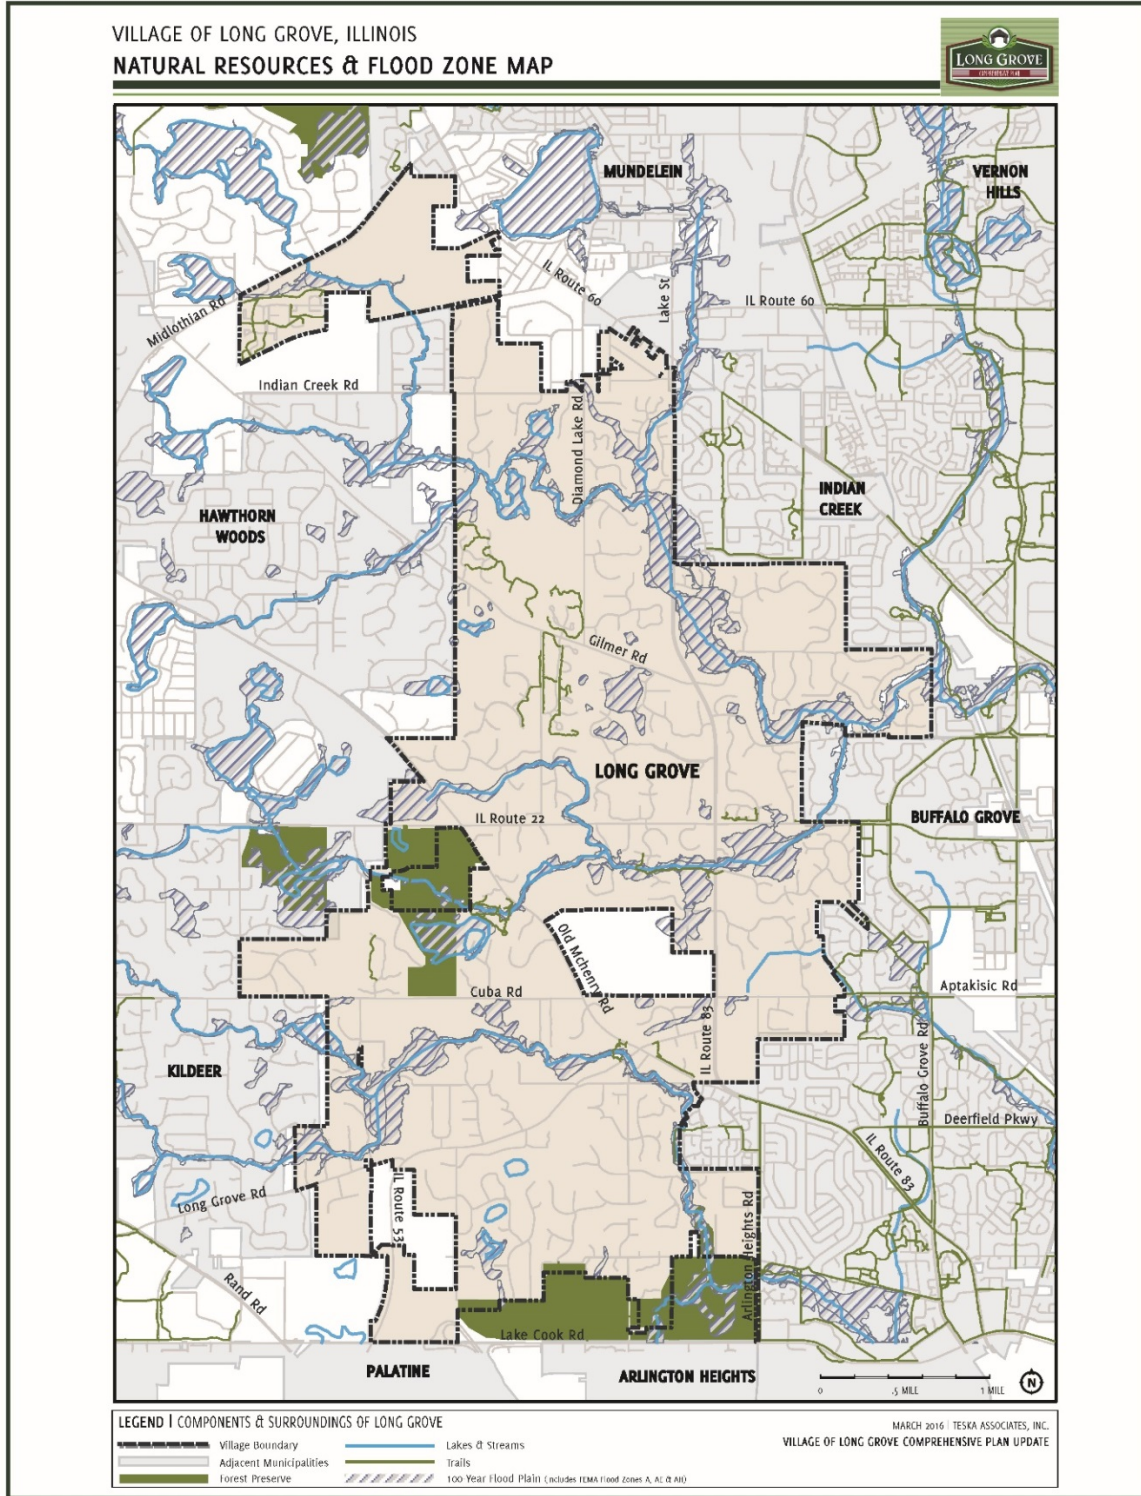 VILLAGE OF LONG GROVE, ILLINOIS
NATURAL RESOURCES & FLOOD ZONE MAP
LONG GROVE
COMPREHENSIVE PLAN
MUNDELEIN
VERNON
HILLS
IL Route 60
Lake St
IL Route 60
Midlothian Rd
Indian Creek Rd
Diamond Lake Rd
HAWTHORN
WOODS
INDIAN
CREEK
Gilmer Rd
LONG GROVE
IL Route 22
BUFFALO GROVE
Old Mchenry Rd
Cuba Rd
Aptakisic Rd
IL Route 83
Buffalo Grove Rd
KILDEER
Deerfield Pkwy
IL Route 83
Long Grove Rd
IL Route 53
Arlington Heights Rd
Rand Rd
Lake Cook Rd
PALATINE
ARLINGTON HEIGHTS
0 .5 MILE 1 MILE
N
LEGEND | COMPONENTS & SURROUNDINGS OF LONG GROVE
Village Boundary
Adjacent Municipalities
Forest Preserve
Lakes & Streams
Trails
100 Year Flood Plain (includes FEMA Flood Zones A, AE & AH)
MARCH 2016 | TESKA ASSOCIATES, INC.
VILLAGE OF LONG GROVE COMPREHENSIVE PLAN UPDATE